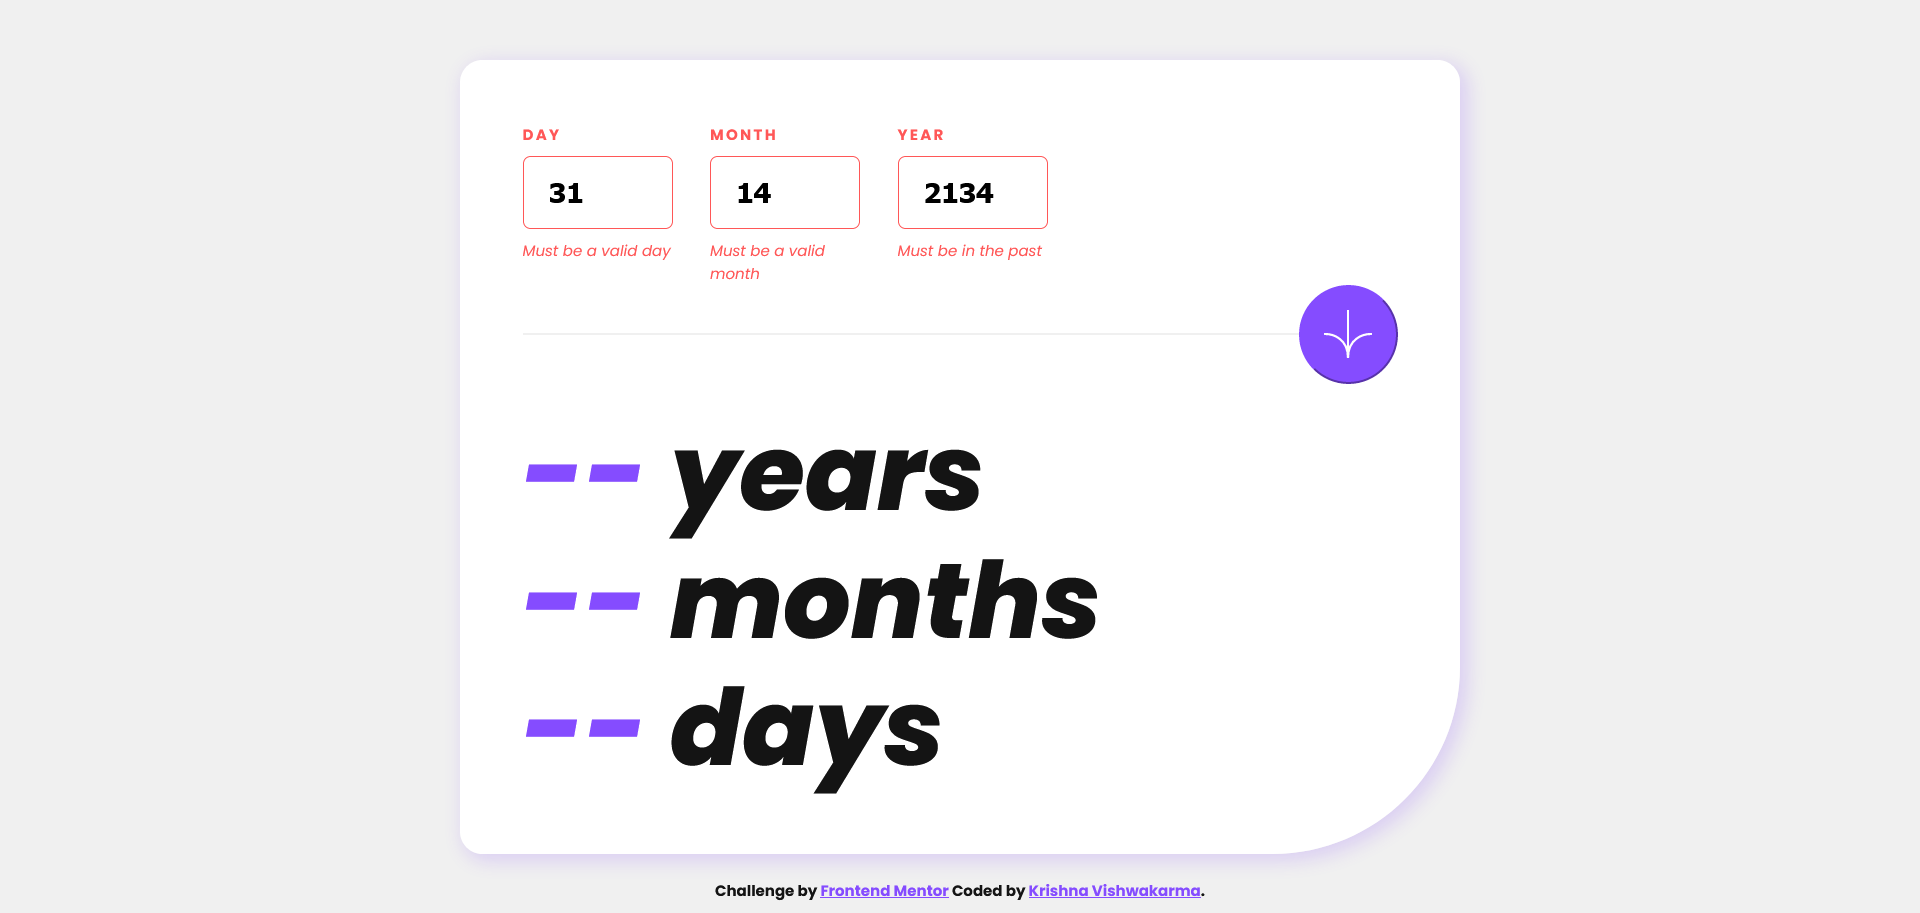 DAY MONTH YEAR
31 14 2134
Must be a valid day Must be a valid month Must be in the past
-- years
-- months
-- days
Challenge by Frontend Mentor Coded by Krishna Vishwakarma.